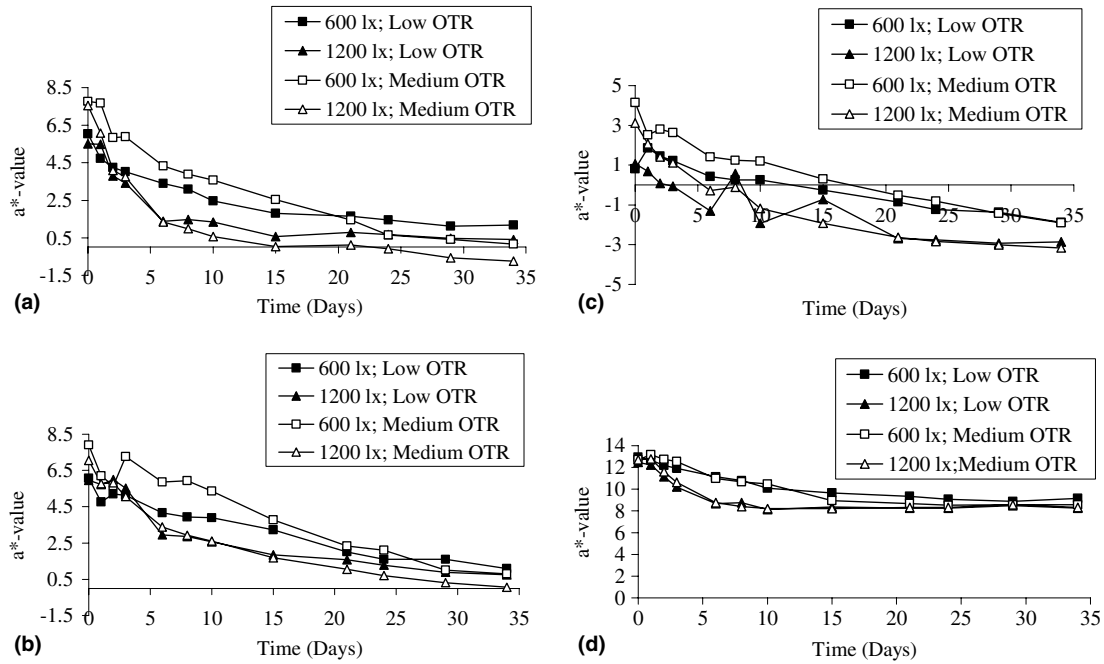 600 lx; Low OTR
1200 lx; Low OTR
600 lx; Medium OTR
1200 lx; Medium OTR
8.5
6.5
4.5
2.5
0.5
-1.5
a*-value
0 5 10 15 20 25 30 35
Time (Days)
(a)
600 lx; Low OTR
1200 lx; Low OTR
600 lx; Medium OTR
1200 lx; Medium OTR
5
3
1
-1
-3
-5
a*-value
0 5 10 15 20 25 30 35
Time (Days)
(c)
600 lx; Low OTR
1200 lx; Low OTR
600 lx; Medium OTR
1200 lx; Medium OTR
8.5
6.5
4.5
2.5
0.5
-1.5
a*-value
0 5 10 15 20 25 30 35
Time (Days)
(b)
600 lx; Low OTR
1200 lx; Low OTR
600 lx; Medium OTR
1200 lx;Medium OTR
14
12
10
8
6
4
2
0
a*-value
0 5 10 15 20 25 30 35
Time (Days)
(d)